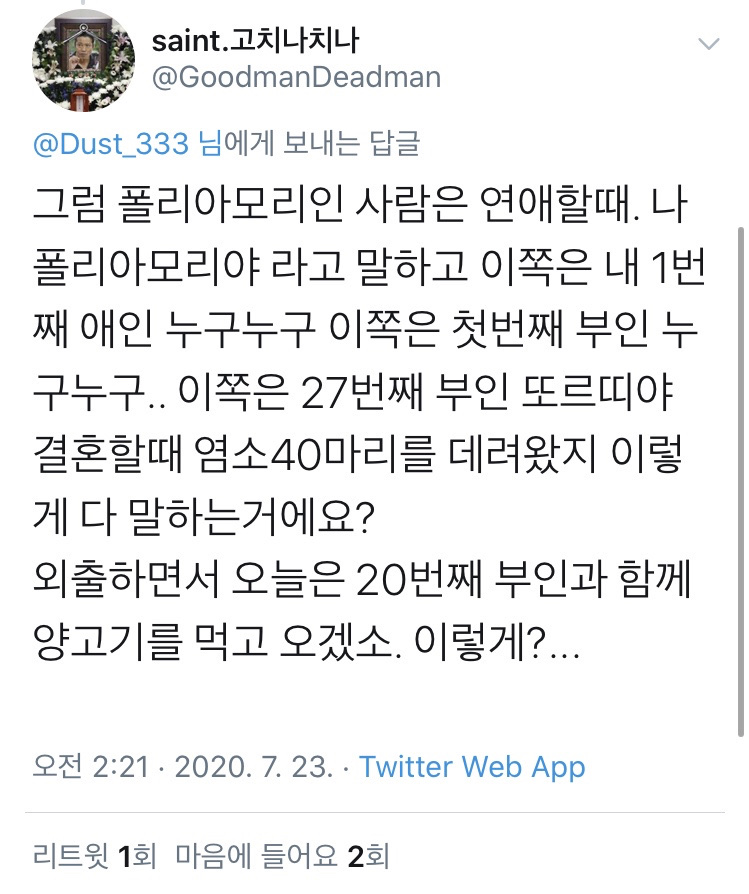 saint.고치나치나
@GoodmanDeadman
@Dust_333 님에게 보내는 답글
그럼 폴리아모리인 사람은 연애할때. 나
폴리아모리야 라고 말하고 이쪽은 내 1번
째 애인 누구누구 이쪽은 첫번째 부인 누
구누구.. 이쪽은 27번째 부인 또르띠야
결혼할때 염소40마리를 데려왔지 이렇
게 다 말하는거에요?
외출하면서 오늘은 20번째 부인과 함께
양고기를 먹고 오겠소. 이렇게?...
오전 2:21 · 2020. 7. 23. · Twitter Web App
리트윗 1회 마음에 들어요 2회